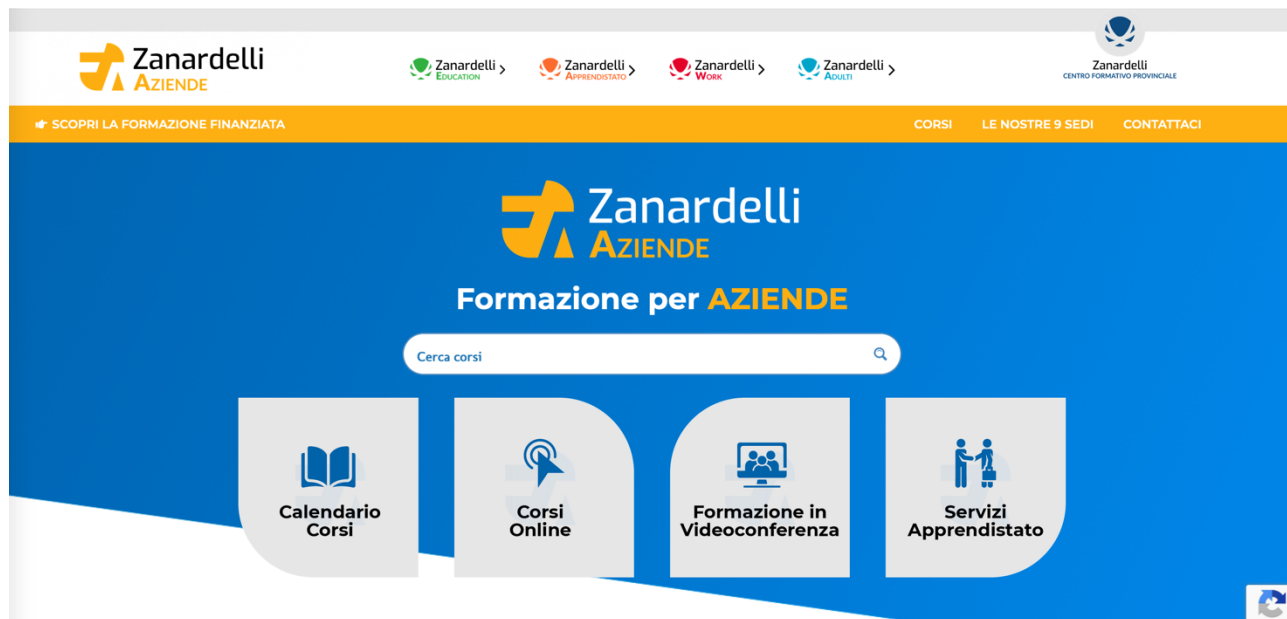 Zanardelli
AZIENDE
Zanardelli
EDUCATION
Zanardelli
APPRENDISTATO
Zanardelli
WORK
Zanardelli
ADULTI
Zanardelli
CENTRO FORMATIVO PROVINCIALE
SCOPRI LA FORMAZIONE FINANZIATA
CORSI
LE NOSTRE 9 SEDI
CONTATTACI
Zanardelli
AZIENDE
Formazione per AZIENDE
Cerca corsi
Calendario
Corsi
Corsi
Online
Formazione in
Videoconferenza
Servizi
Apprendistato